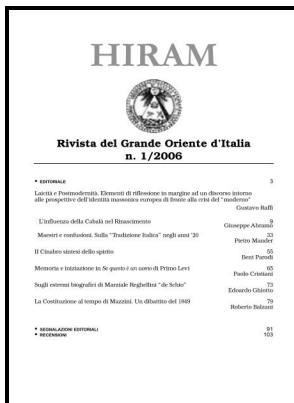 HIRAM
Rivista del Grande Oriente d'Italia
n. 1/2006
• EDITORIALE 3
Laicità e Postmodernità. Elementi di riflessione in margine ad un discorso intorno
alle prospettive dell'identità massonica europea di fronte alla crisi del "moderno"
Gustavo Raffi
L'influenza della Cabalà nel Rinascimento 9
Giuseppe Abramo
Maestri e confusioni. Sulla "Tradizione Italica" negli anni '20 33
Pietro Mander
Il Cinabro sintesi dello spirito 55
Bent Parodi
Memoria e iniziazione in Se questo è un uomo di Primo Levi 65
Paolo Cristiani
Sugli estremi biografici di Marziale Reghellini "de Schio" 73
Edoardo Ghiotto
La Costituzione al tempo di Mazzini. Un dibattito del 1849 79
Roberto Balzani
• SEGNALAZIONI EDITORIALI 91
• RECENSIONI 103